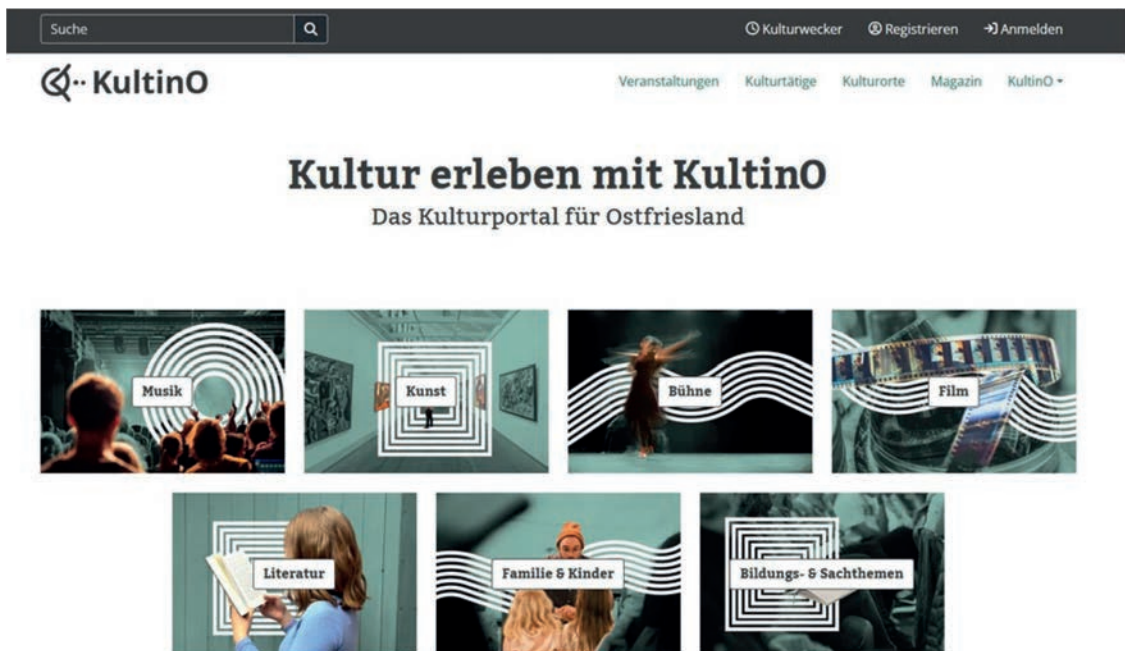 Suche
Kulturwecker Registrieren Anmelden
KultinO
Veranstaltungen Kulturtätige Kulturorte Magazin KultinO
Kultur erleben mit KultinO
Das Kulturportal für Ostfriesland
Musik Kunst Bühne Film
Literatur Familie & Kinder Bildungs- & Sachthemen